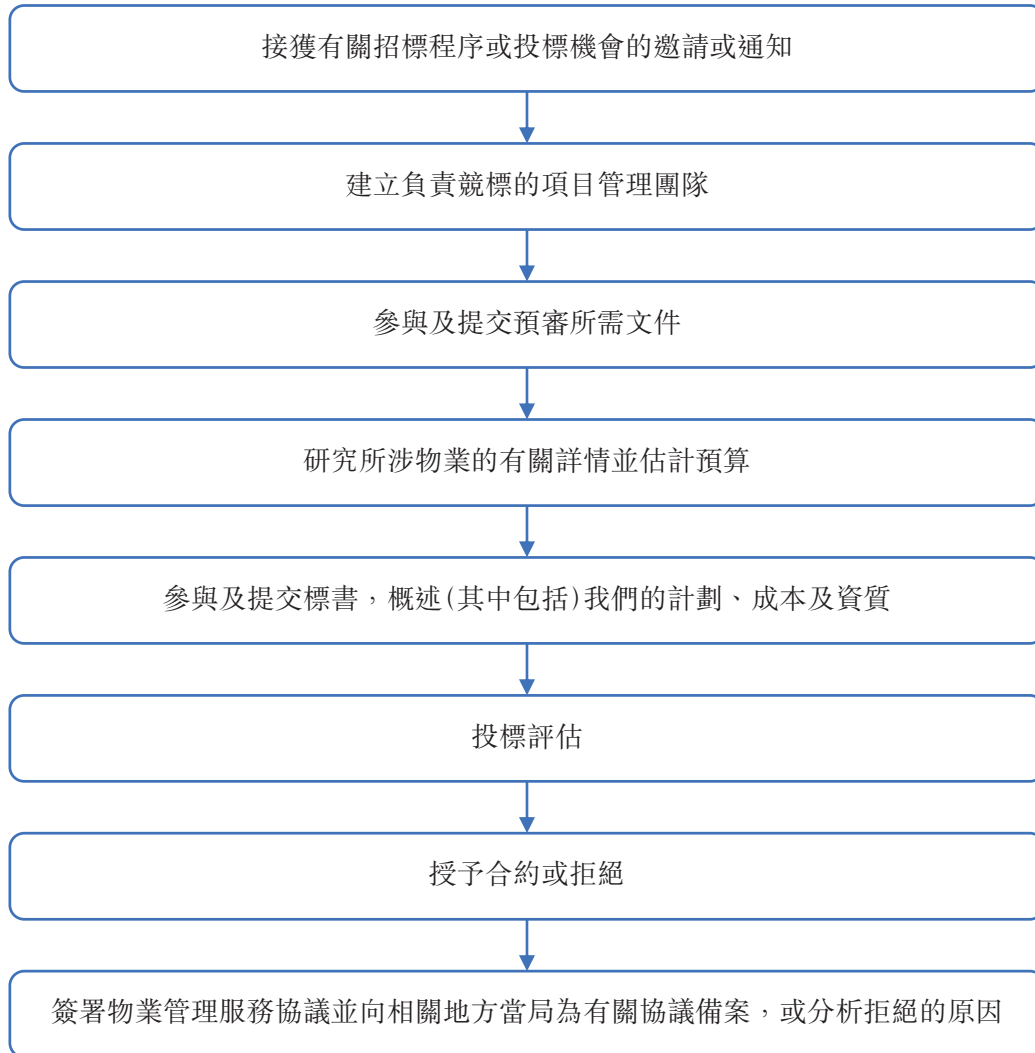 接獲有關招標程序或投標機會的邀請或通知
建立負責競標的項目管理團隊
參與及提交預審所需文件
研究所涉物業的有關詳情並估計預算
參與及提交標書，概述(其中包括)我們的計劃、成本及資質
投標評估
授予合約或拒絕
簽署物業管理服務協議並向相關地方當局為有關協議備案，或分析拒絕的原因